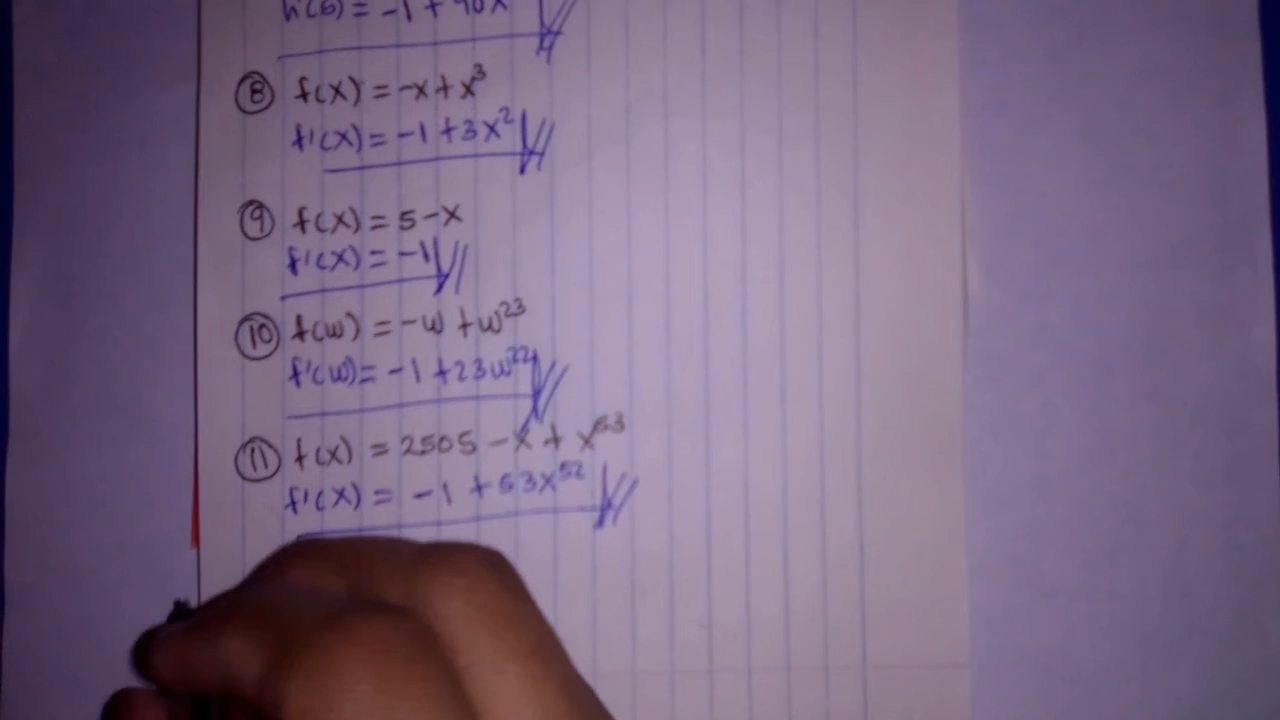 ⑧ f(x) = -x + x³
f'(x) = -1 + 3x²
⑨ f(x) = 5 - x
f'(x) = -1
⑩ f(w) = -w + w²³
f'(w) = -1 + 23w²²
⑪ f(x) = 2505 - x + x⁵³
f'(x) = -1 + 53x⁵²